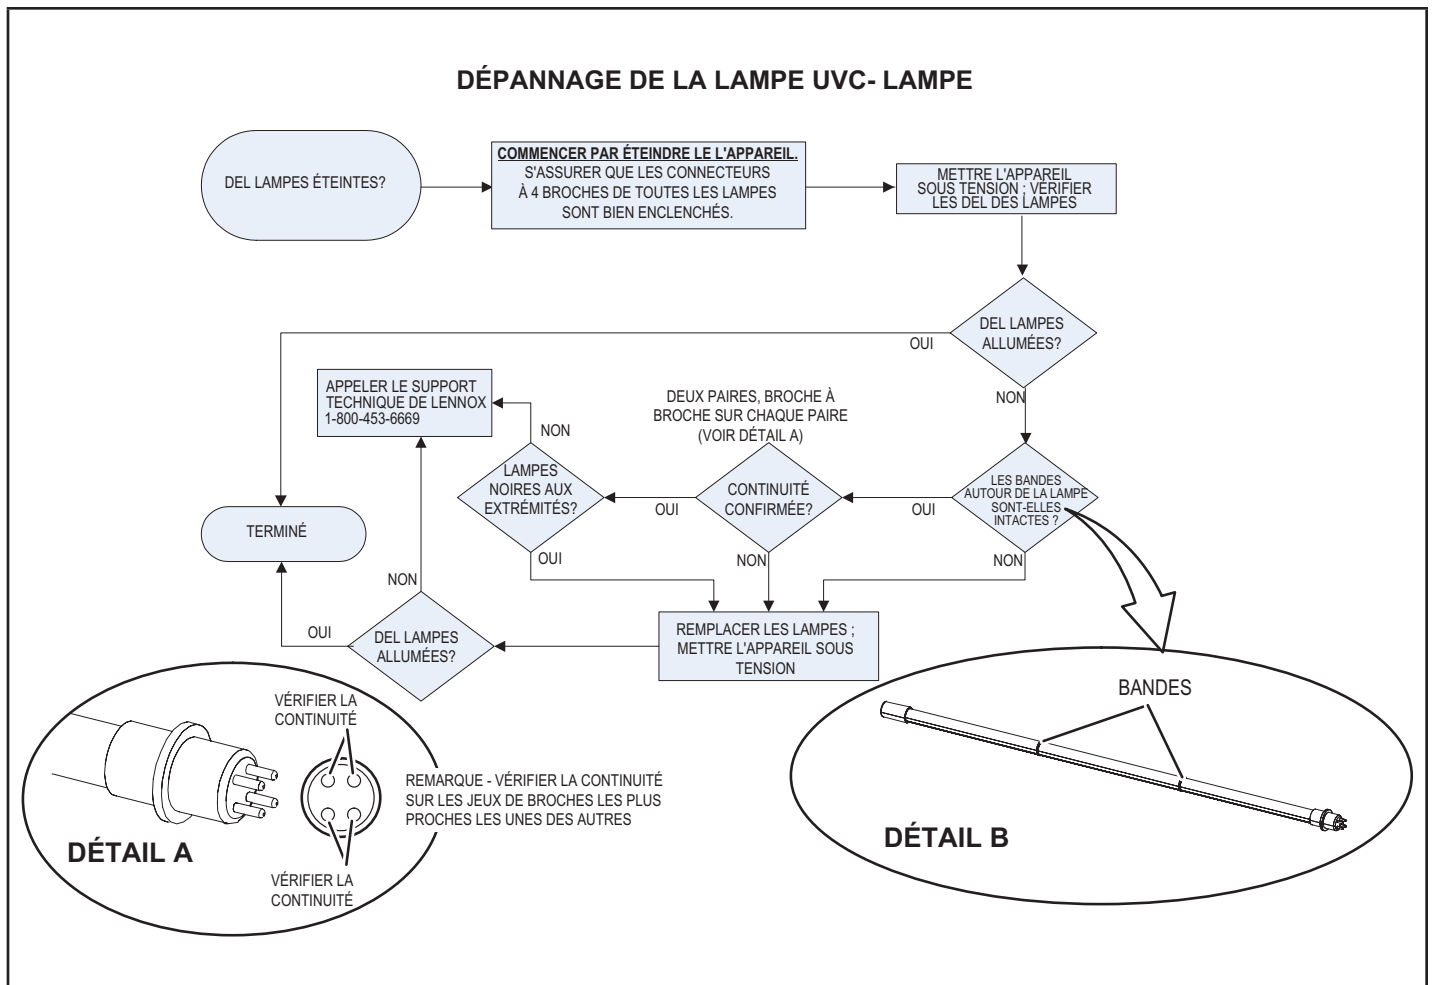 DÉPANNAGE DE LA LAMPE UVC- LAMPE
DEL LAMPES ÉTEINTES?
COMMENCER PAR ÉTEINDRE LE L'APPAREIL.
S'ASSURER QUE LES CONNECTEURS
À 4 BROCHES DE TOUTES LES LAMPES
SONT BIEN ENCLENCHÉS.
METTRE L'APPAREIL
SOUS TENSION ; VÉRIFIER
LES DEL DES LAMPES
DEL LAMPES
ALLUMÉES?
OUI
NON
APPELER LE SUPPORT
TECHNIQUE DE LENNOX
1-800-453-6669
DEUX PAIRES, BROCHE À
BROCHE SUR CHAQUE PAIRE
(VOIR DÉTAIL A)
NON
LAMPES
NOIRES AUX
EXTRÉMITÉS?
OUI
CONTINUITÉ
CONFIRMÉE?
OUI
LES BANDES
AUTOUR DE LA LAMPE
SONT-ELLES
INTACTES ?
TERMINÉ
OUI
NON
NON
NON
REMPLACER LES LAMPES ;
METTRE L'APPAREIL SOUS
TENSION
OUI
DEL LAMPES
ALLUMÉES?
VÉRIFIER LA
CONTINUITÉ
REMARQUE - VÉRIFIER LA CONTINUITÉ
SUR LES JEUX DE BROCHES LES PLUS
PROCHES LES UNES DES AUTRES
DÉTAIL A
VÉRIFIER LA
CONTINUITÉ
BANDES
DÉTAIL B